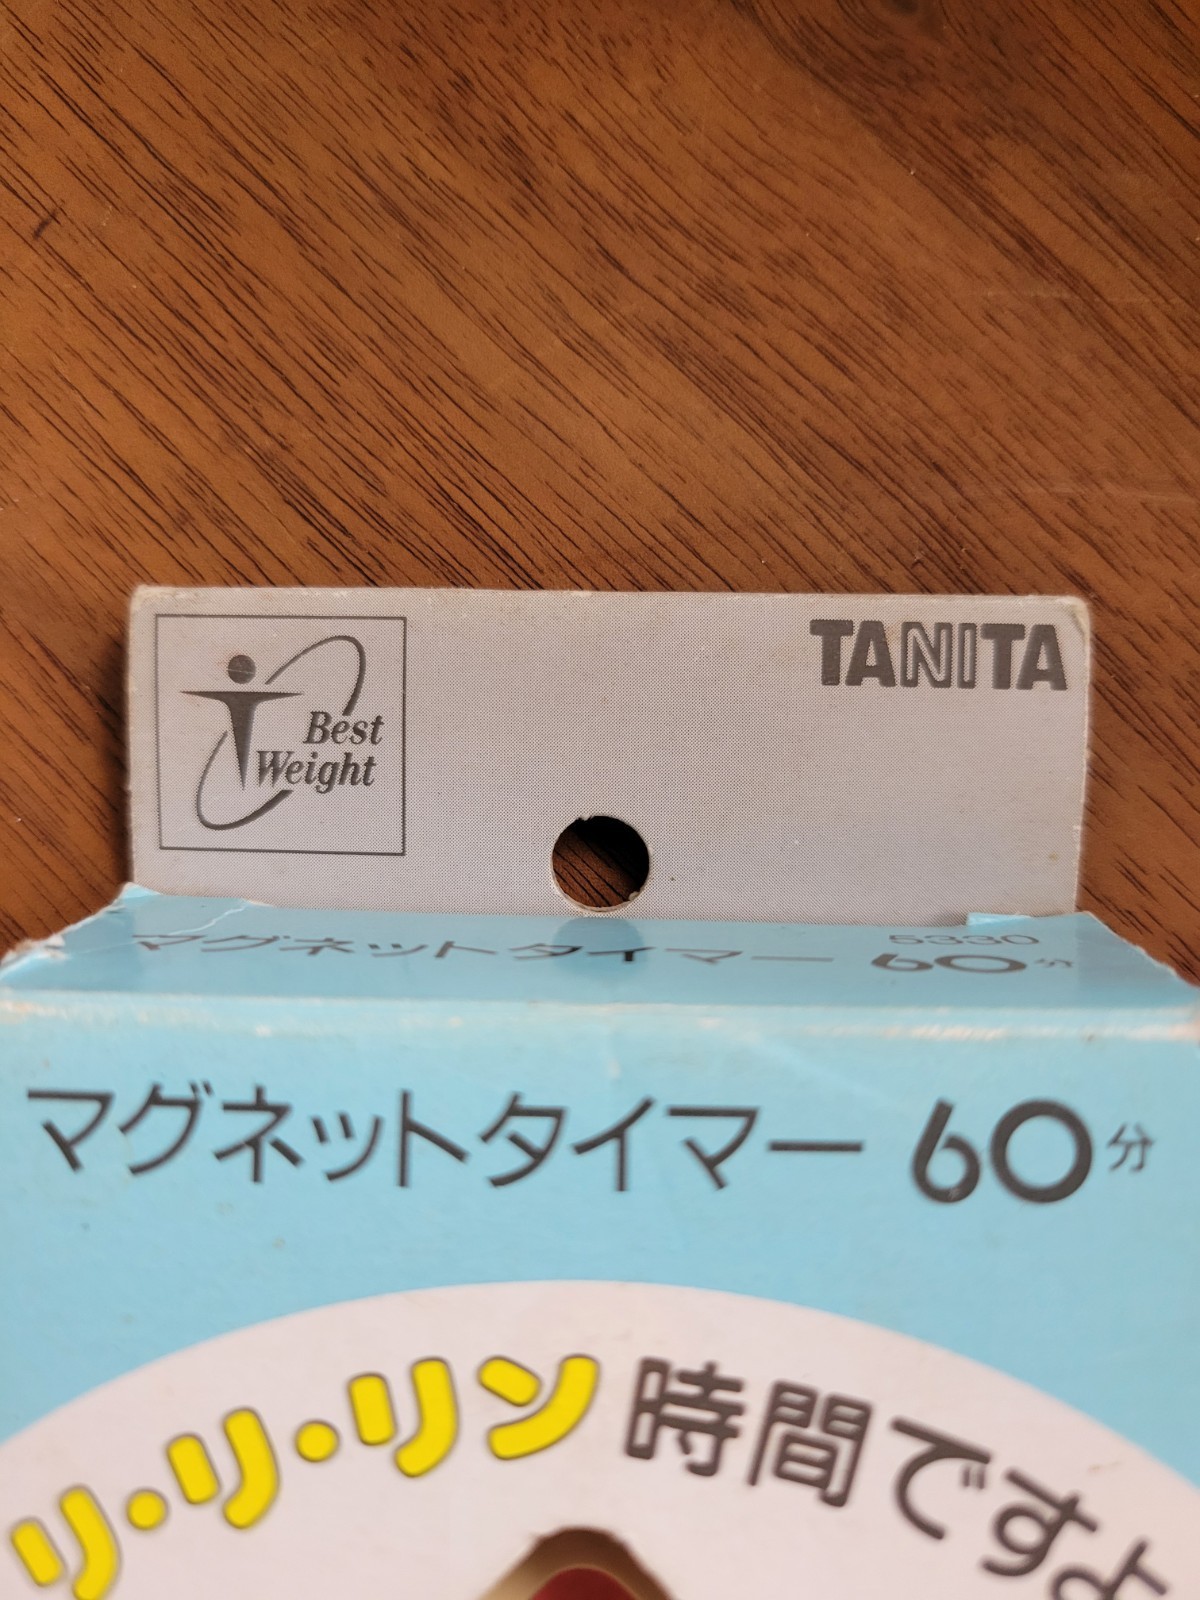 Best
Weight
TANITA
マグネットタイマー 5330 60分
マグネットタイマー 60分
リ・リ・リン時間ですよ